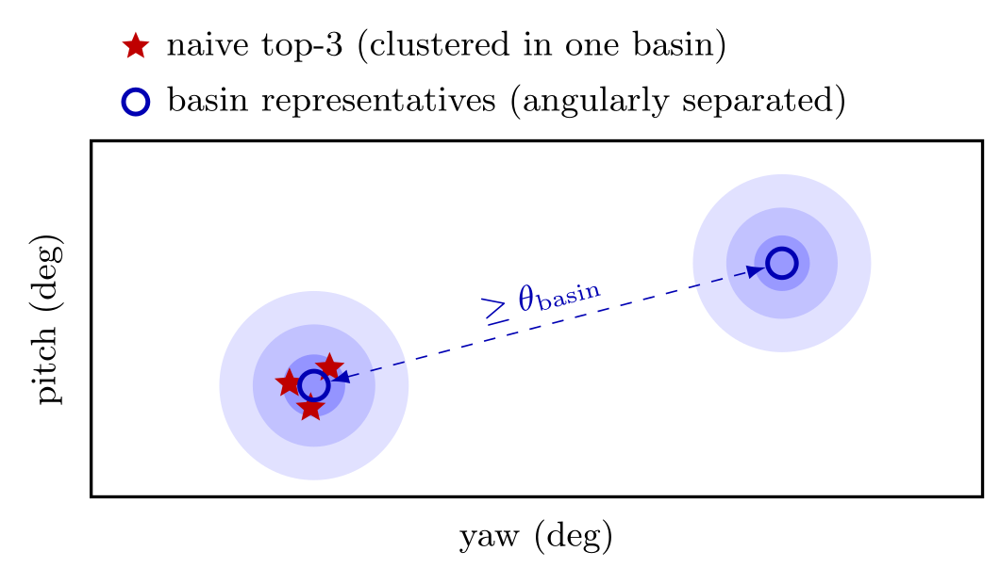 naive top-3 (clustered in one basin)
basin representatives (angularly separated)
pitch (deg)
≥ θbasin
yaw (deg)